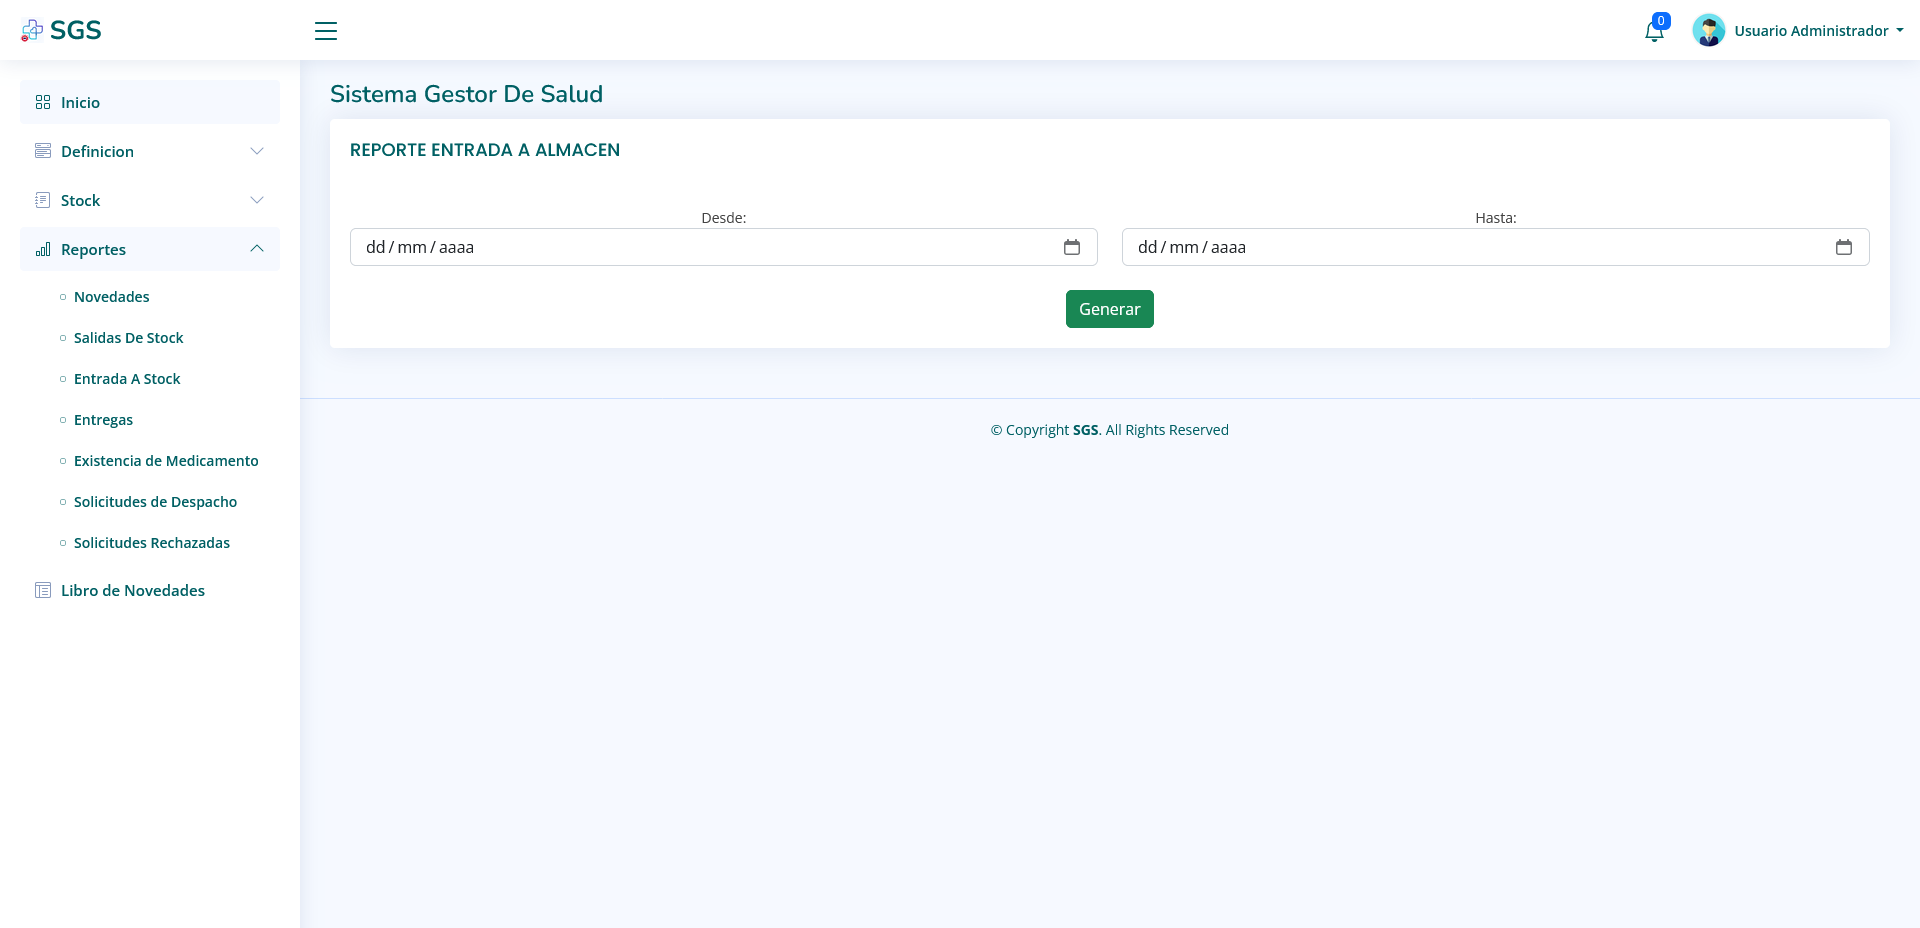 SGS
0
Usuario Administrador
Inicio
Definicion
Stock
Reportes
Novedades
Salidas De Stock
Entrada A Stock
Entregas
Existencia de Medicamento
Solicitudes de Despacho
Solicitudes Rechazadas
Libro de Novedades
Sistema Gestor De Salud
REPORTE ENTRADA A ALMACEN
Desde:
dd/mm/aaaa
Hasta:
dd/mm/aaaa
Generar
© Copyright SGS. All Rights Reserved